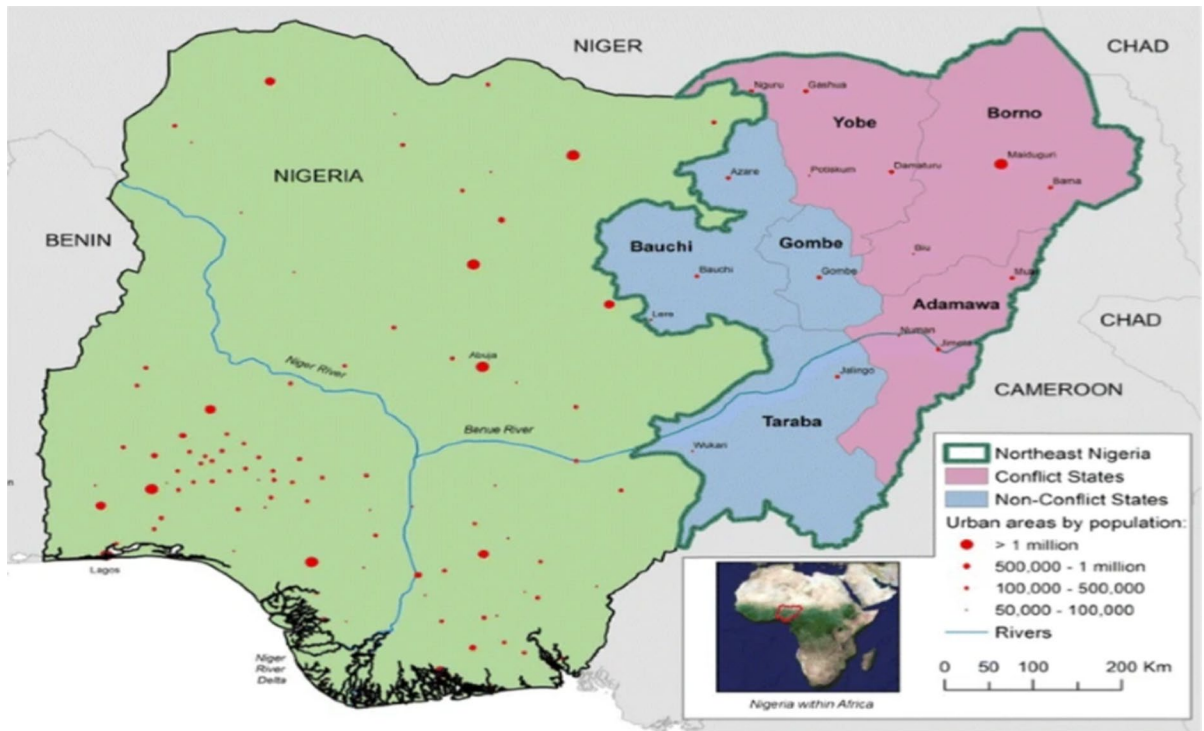 NIGER
CHAD
Nguru
Gashua
Borno
Yobe
Maiduguri
NIGERIA
Azare
Potiskum
Damaturu
Bama
BENIN
Bauchi
Gombe
Biu
Bauchi
Gombe
Adamawa
Lere
CHAD
Numan
Jimeta
Abuja
Niger River
Jalingo
CAMEROON
Benue River
Taraba
Wukari
Northeast Nigeria
Conflict States
Non-Conflict States
Urban areas by population:
> 1 million
500,000 - 1 million
100,000 - 500,000
50,000 - 100,000
Rivers
0 50 100 200 Km
Lagos
Niger
River
Delta
Nigeria within Africa